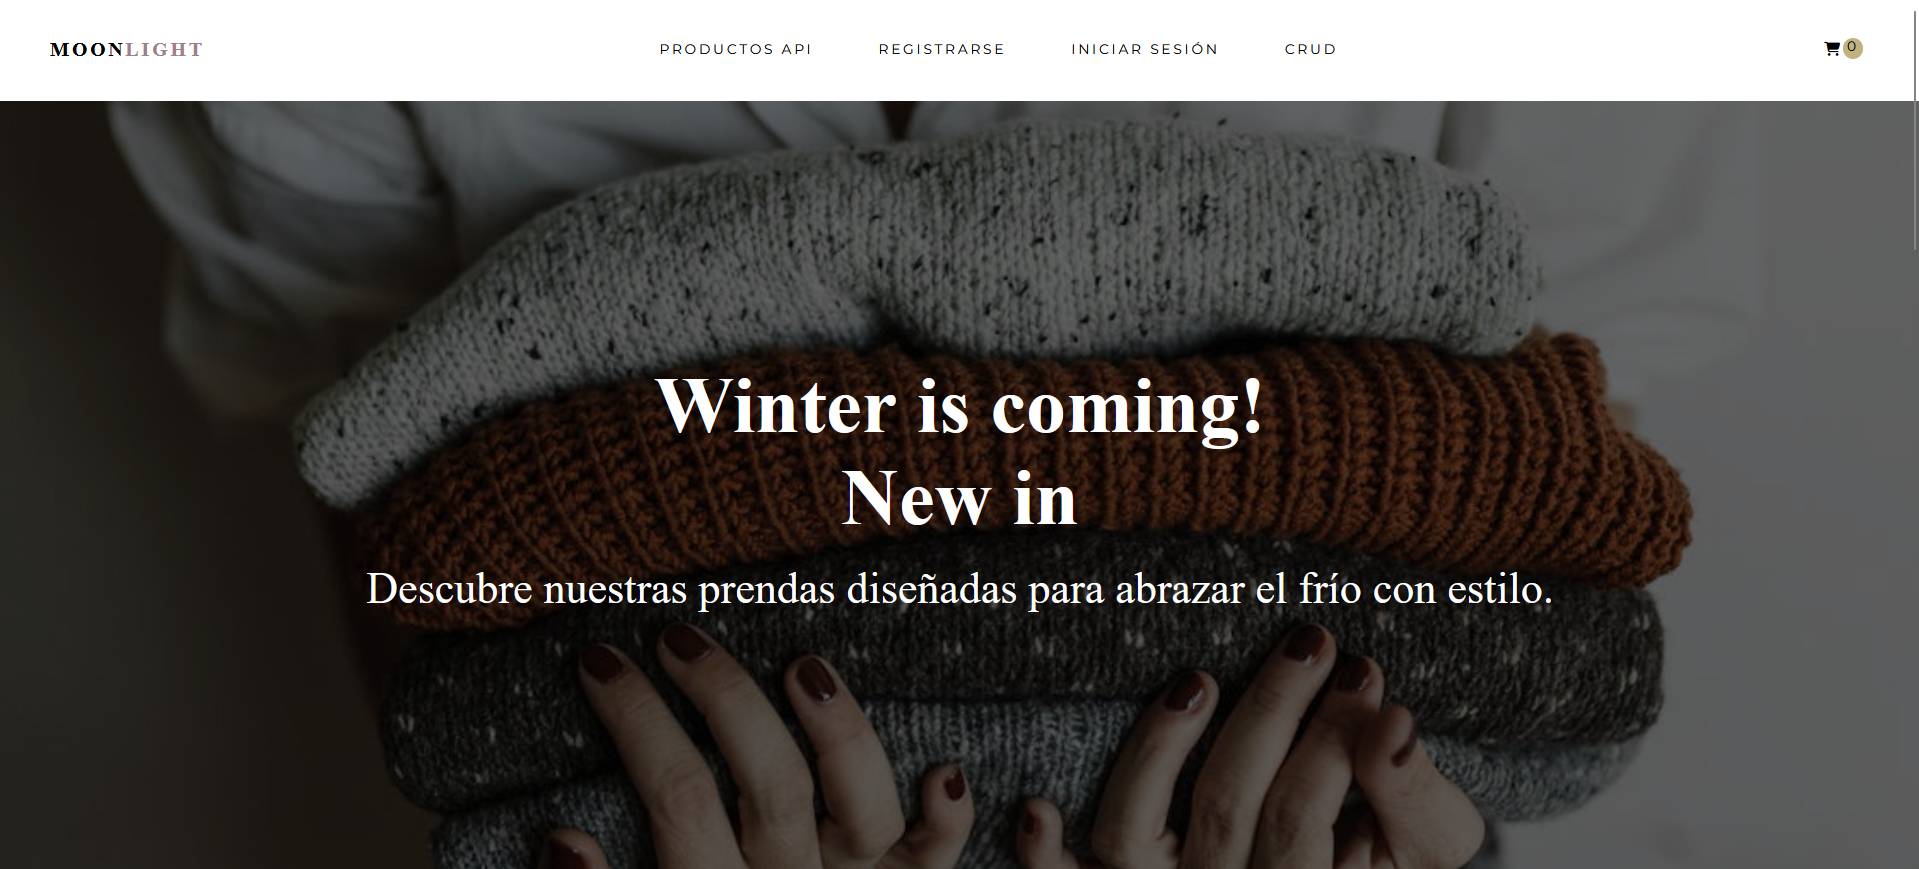 MOONLIGHT
PRODUCTOS API
REGISTRARSE
INICIAR SESIÓN
CRUD
0
Winter is coming!
New in
Descubre nuestras prendas diseñadas para abrazar el frío con estilo.